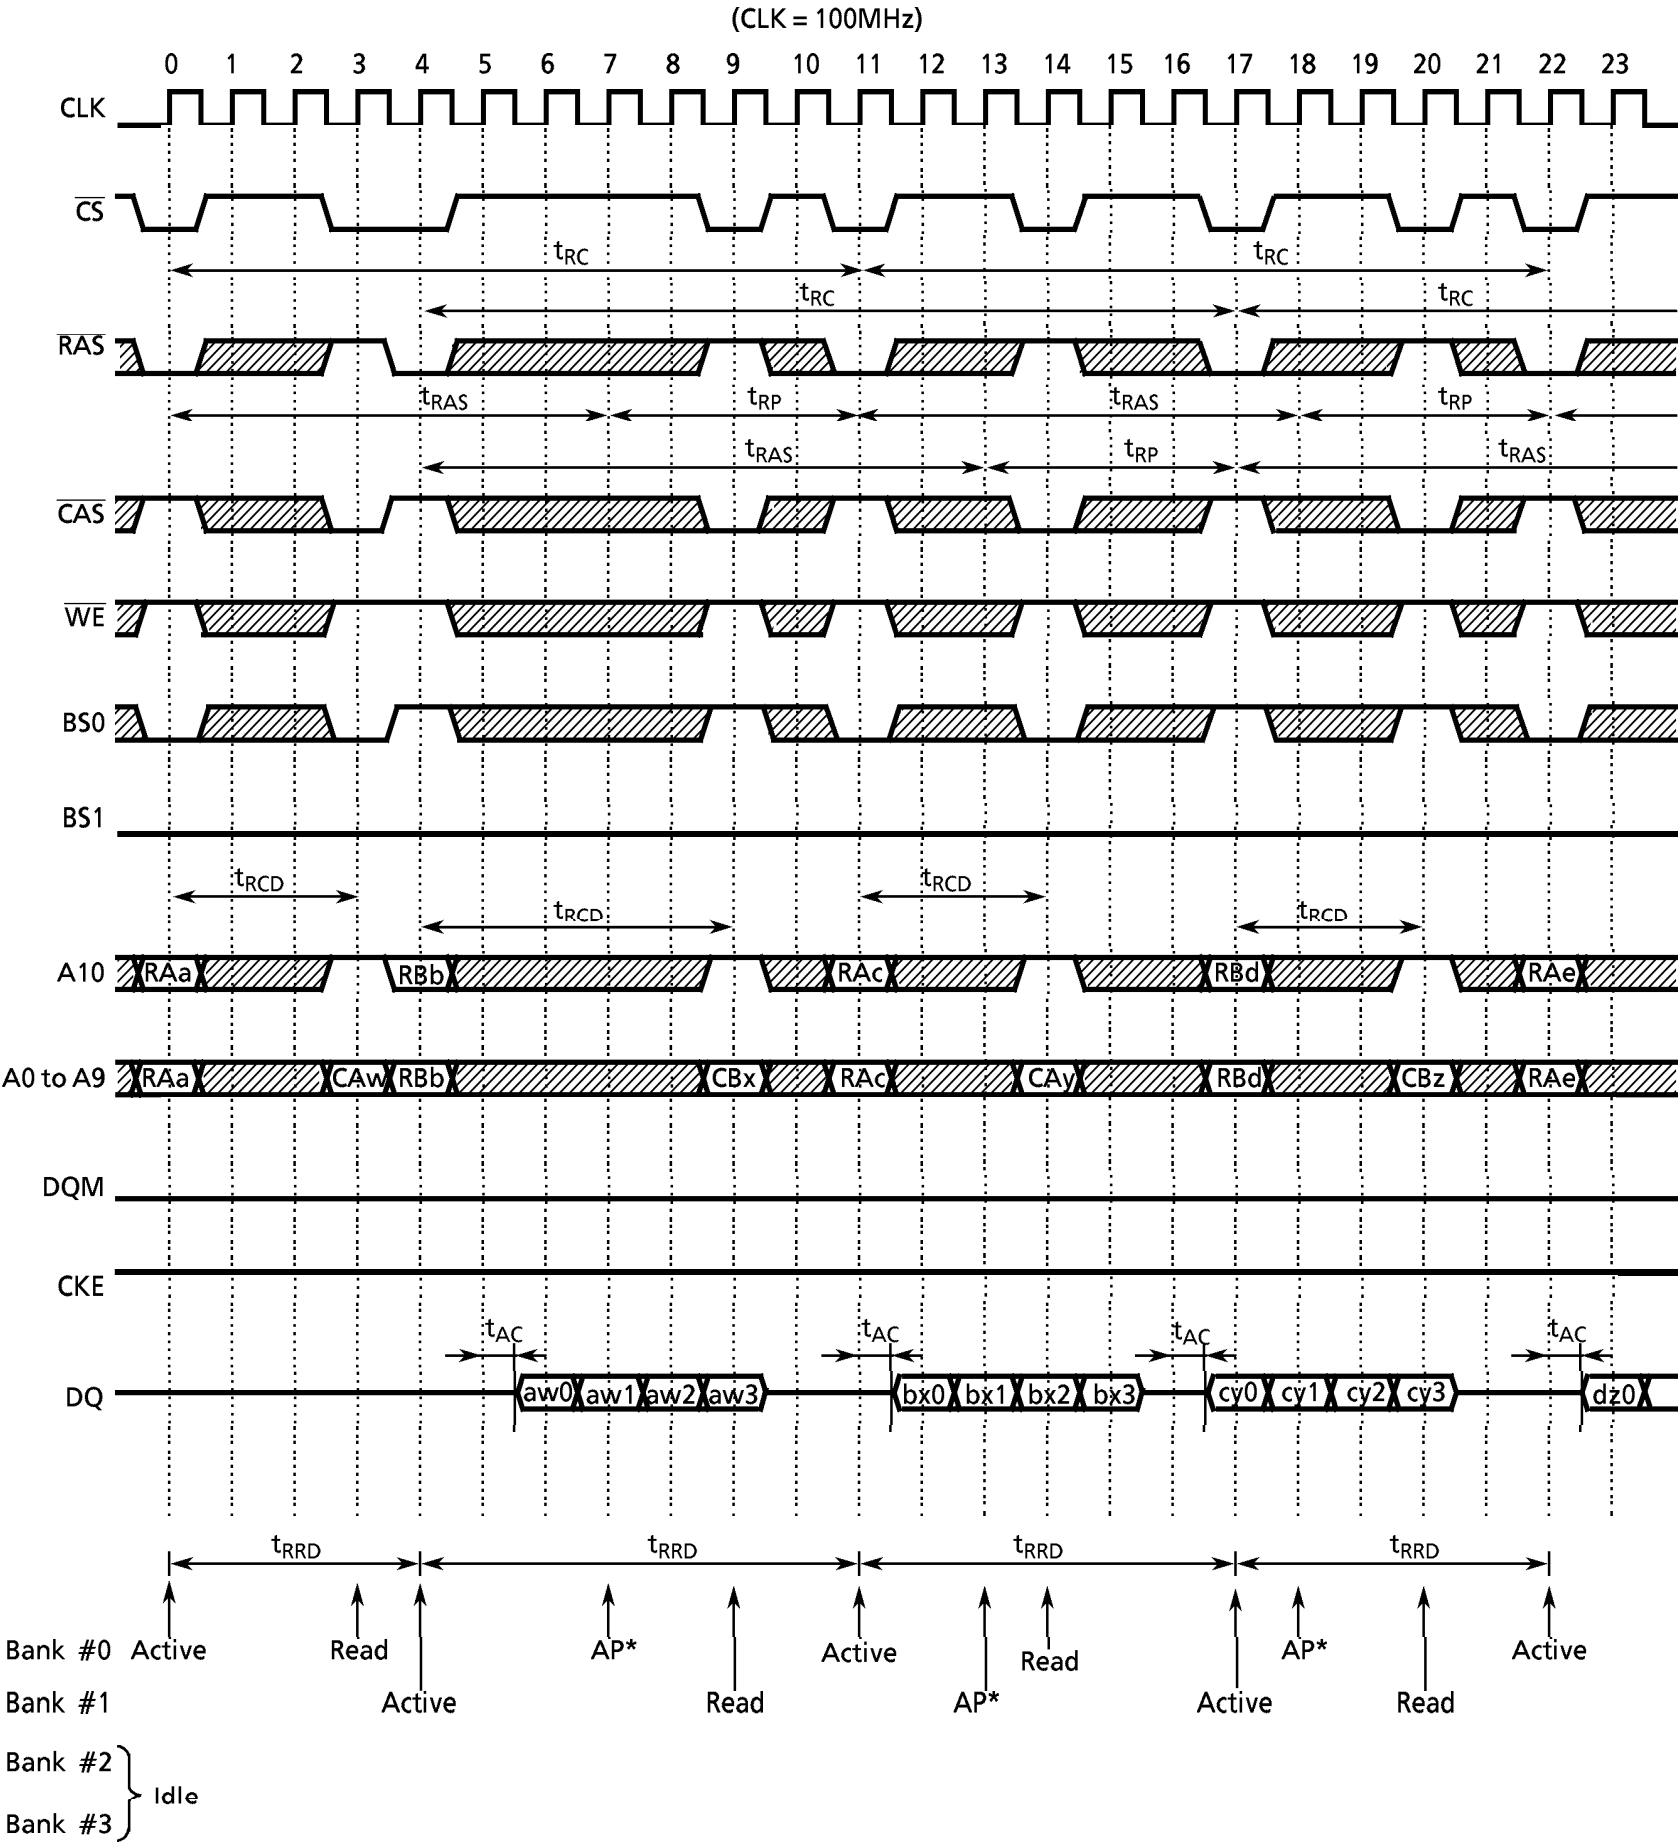 (CLK = 100MHz)
0 1 2 3 4 5 6 7 8 9 10 11 12 13 14 15 16 17 18 19 20 21 22 23
CLK
CS
tRC tRC
tRC tRC
RAS
tRAS tRP tRAS tRP
tRAS tRP tRAS
CAS
WE
BS0
BS1
tRCD tRCD
tRCD tRCD
A10 RAa RBb RAc RBd RAe
A0 to A9 RAa CAw RBb CBx RAc CAy RBd CBz RAe
DQM
CKE
tAC tAC tAC tAC
DQ aw0 aw1 aw2 aw3 bx0 bx1 bx2 bx3 cy0 cy1 cy2 cy3 dz0
tRRD tRRD tRRD tRRD
Bank #0 Active Read AP* Active Read AP* Active
Bank #1 Active Read AP* Active Read
Bank #2
Idle
Bank #3